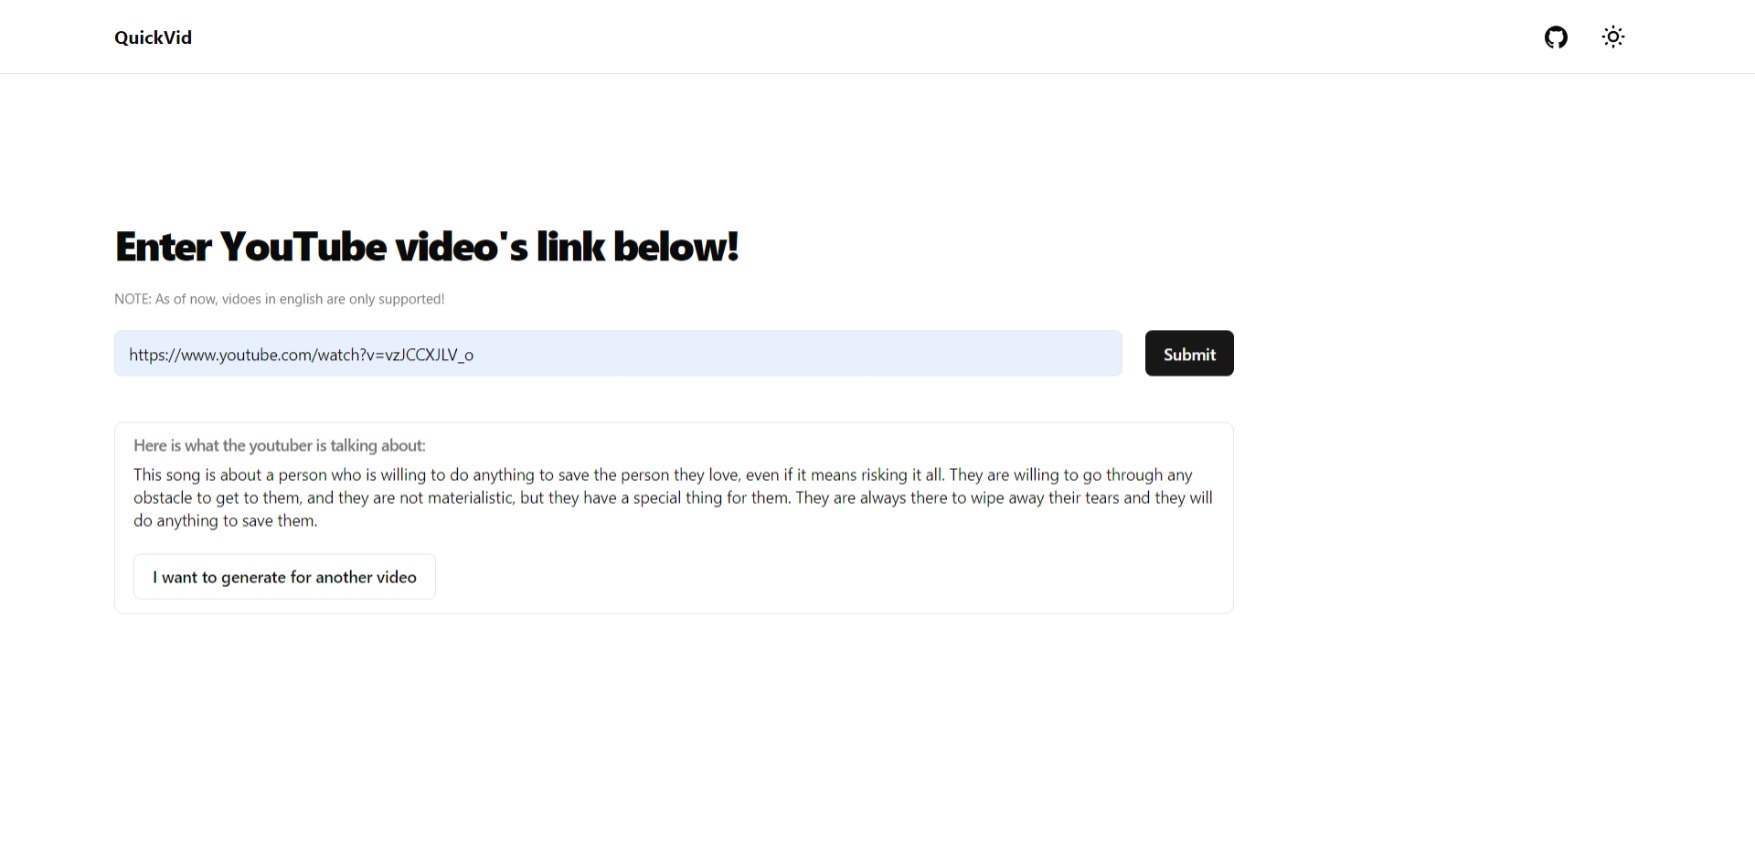 QuickVid
Enter YouTube video's link below!
NOTE: As of now, vidoes in english are only supported!
https://www.youtube.com/watch?v=vzJCCXJLV_o
Submit
Here is what the youtuber is talking about:
This song is about a person who is willing to do anything to save the person they love, even if it means risking it all. They are willing to go through any
obstacle to get to them, and they are not materialistic, but they have a special thing for them. They are always there to wipe away their tears and they will
do anything to save them.
I want to generate for another video